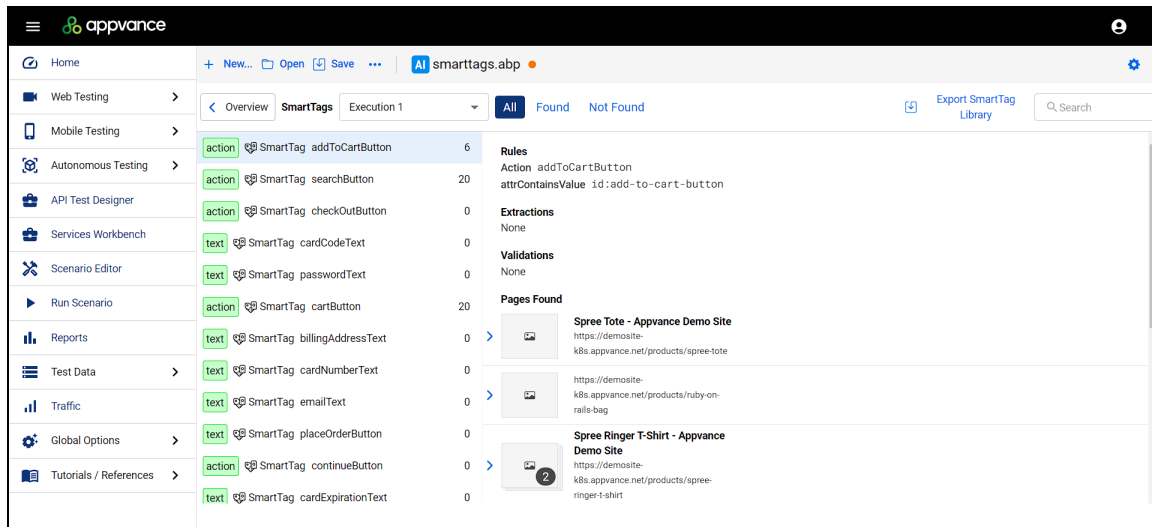 appvance
Home
Web Testing
Mobile Testing
Autonomous Testing
API Test Designer
Services Workbench
Scenario Editor
Run Scenario
Reports
Test Data
Traffic
Global Options
Tutorials / References
New... Open Save ... AI smarttags.abp
Overview SmartTags Execution 1 All Found Not Found
Export SmartTag
Library
Search
action SmartTag addToCartButton 6
action SmartTag searchButton 20
action SmartTag checkOutButton 0
text SmartTag cardCodeText 0
text SmartTag passwordText 0
action SmartTag cartButton 20
text SmartTag billingAddressText 0
text SmartTag cardNumberText 0
text SmartTag emailText 0
text SmartTag placeOrderButton 0
action SmartTag continueButton 0
text SmartTag cardExpirationText 0
Rules
Action addToCartButton
attrContainsValue id:add-to-cart-button
Extractions
None
Validations
None
Pages Found
Spree Tote - Appvance Demo Site
https://demosite-
k8s.appvance.net/products/spree-tote
https://demosite-
k8s.appvance.net/products/ruby-on-
rails-bag
Spree Ringer T-Shirt - Appvance
Demo Site
https://demosite-
k8s.appvance.net/products/spree-
ringer-t-shirt
2